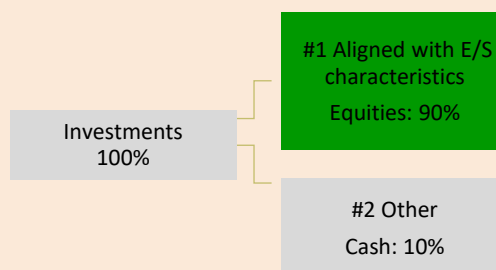 #1 Aligned with E/S
characteristics
Equities: 90%
Investments
100%
#2 Other
Cash: 10%